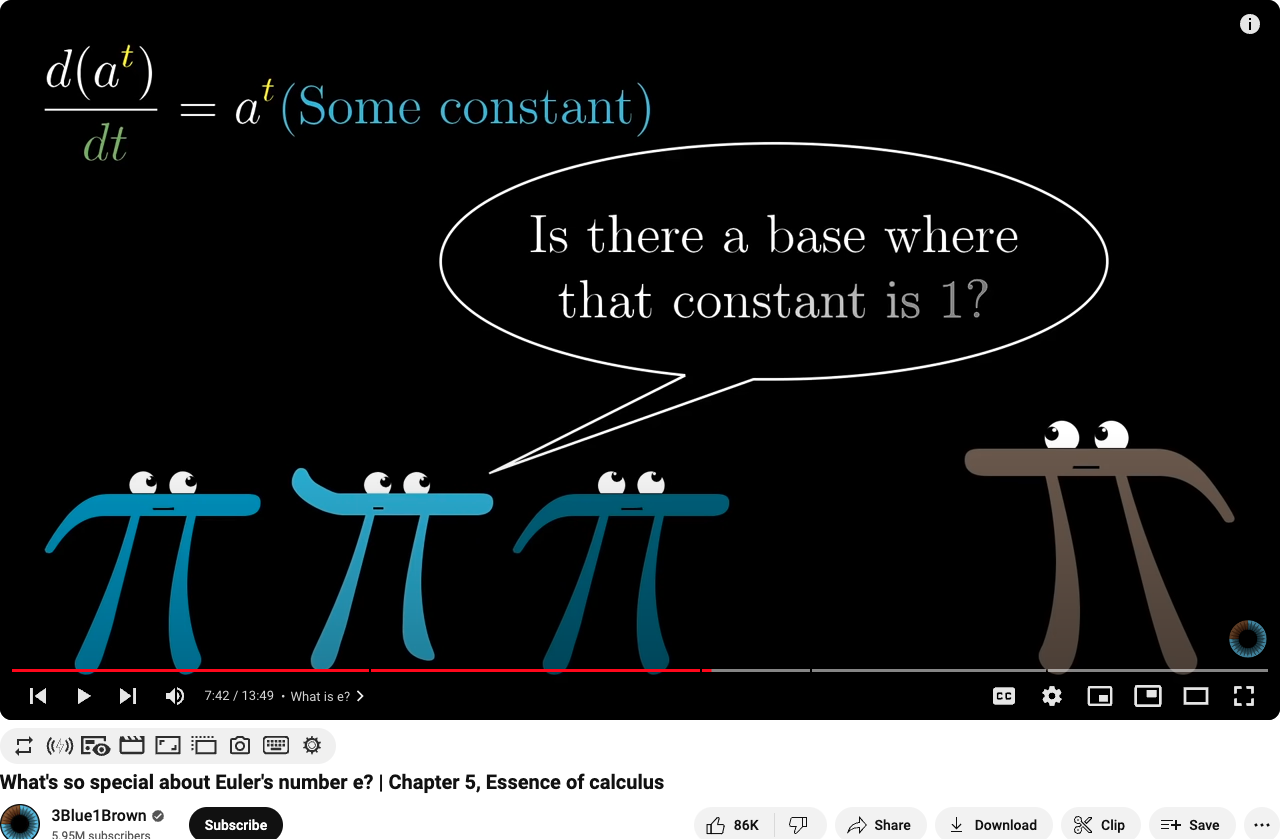 d(a^t)
dt
= a^t(Some constant)
Is there a base where
that constant is 1?
7:42 / 13:49 • What is e?
CC
What's so special about Euler's number e? | Chapter 5, Essence of calculus
3Blue1Brown
5.95M subscribers
Subscribe
86K
Share
Download
Clip
Save